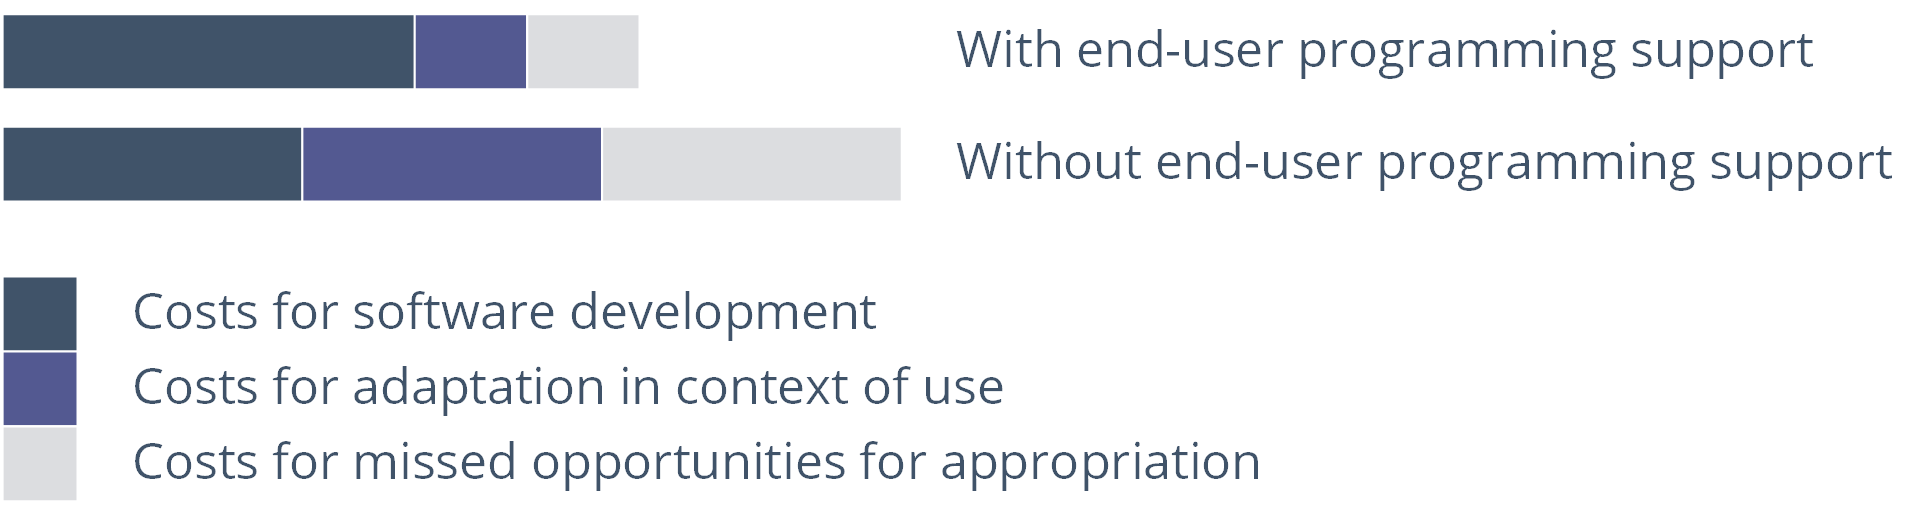 With end-user programming support
Without end-user programming support
Costs for software development
Costs for adaptation in context of use
Costs for missed opportunities for appropriation